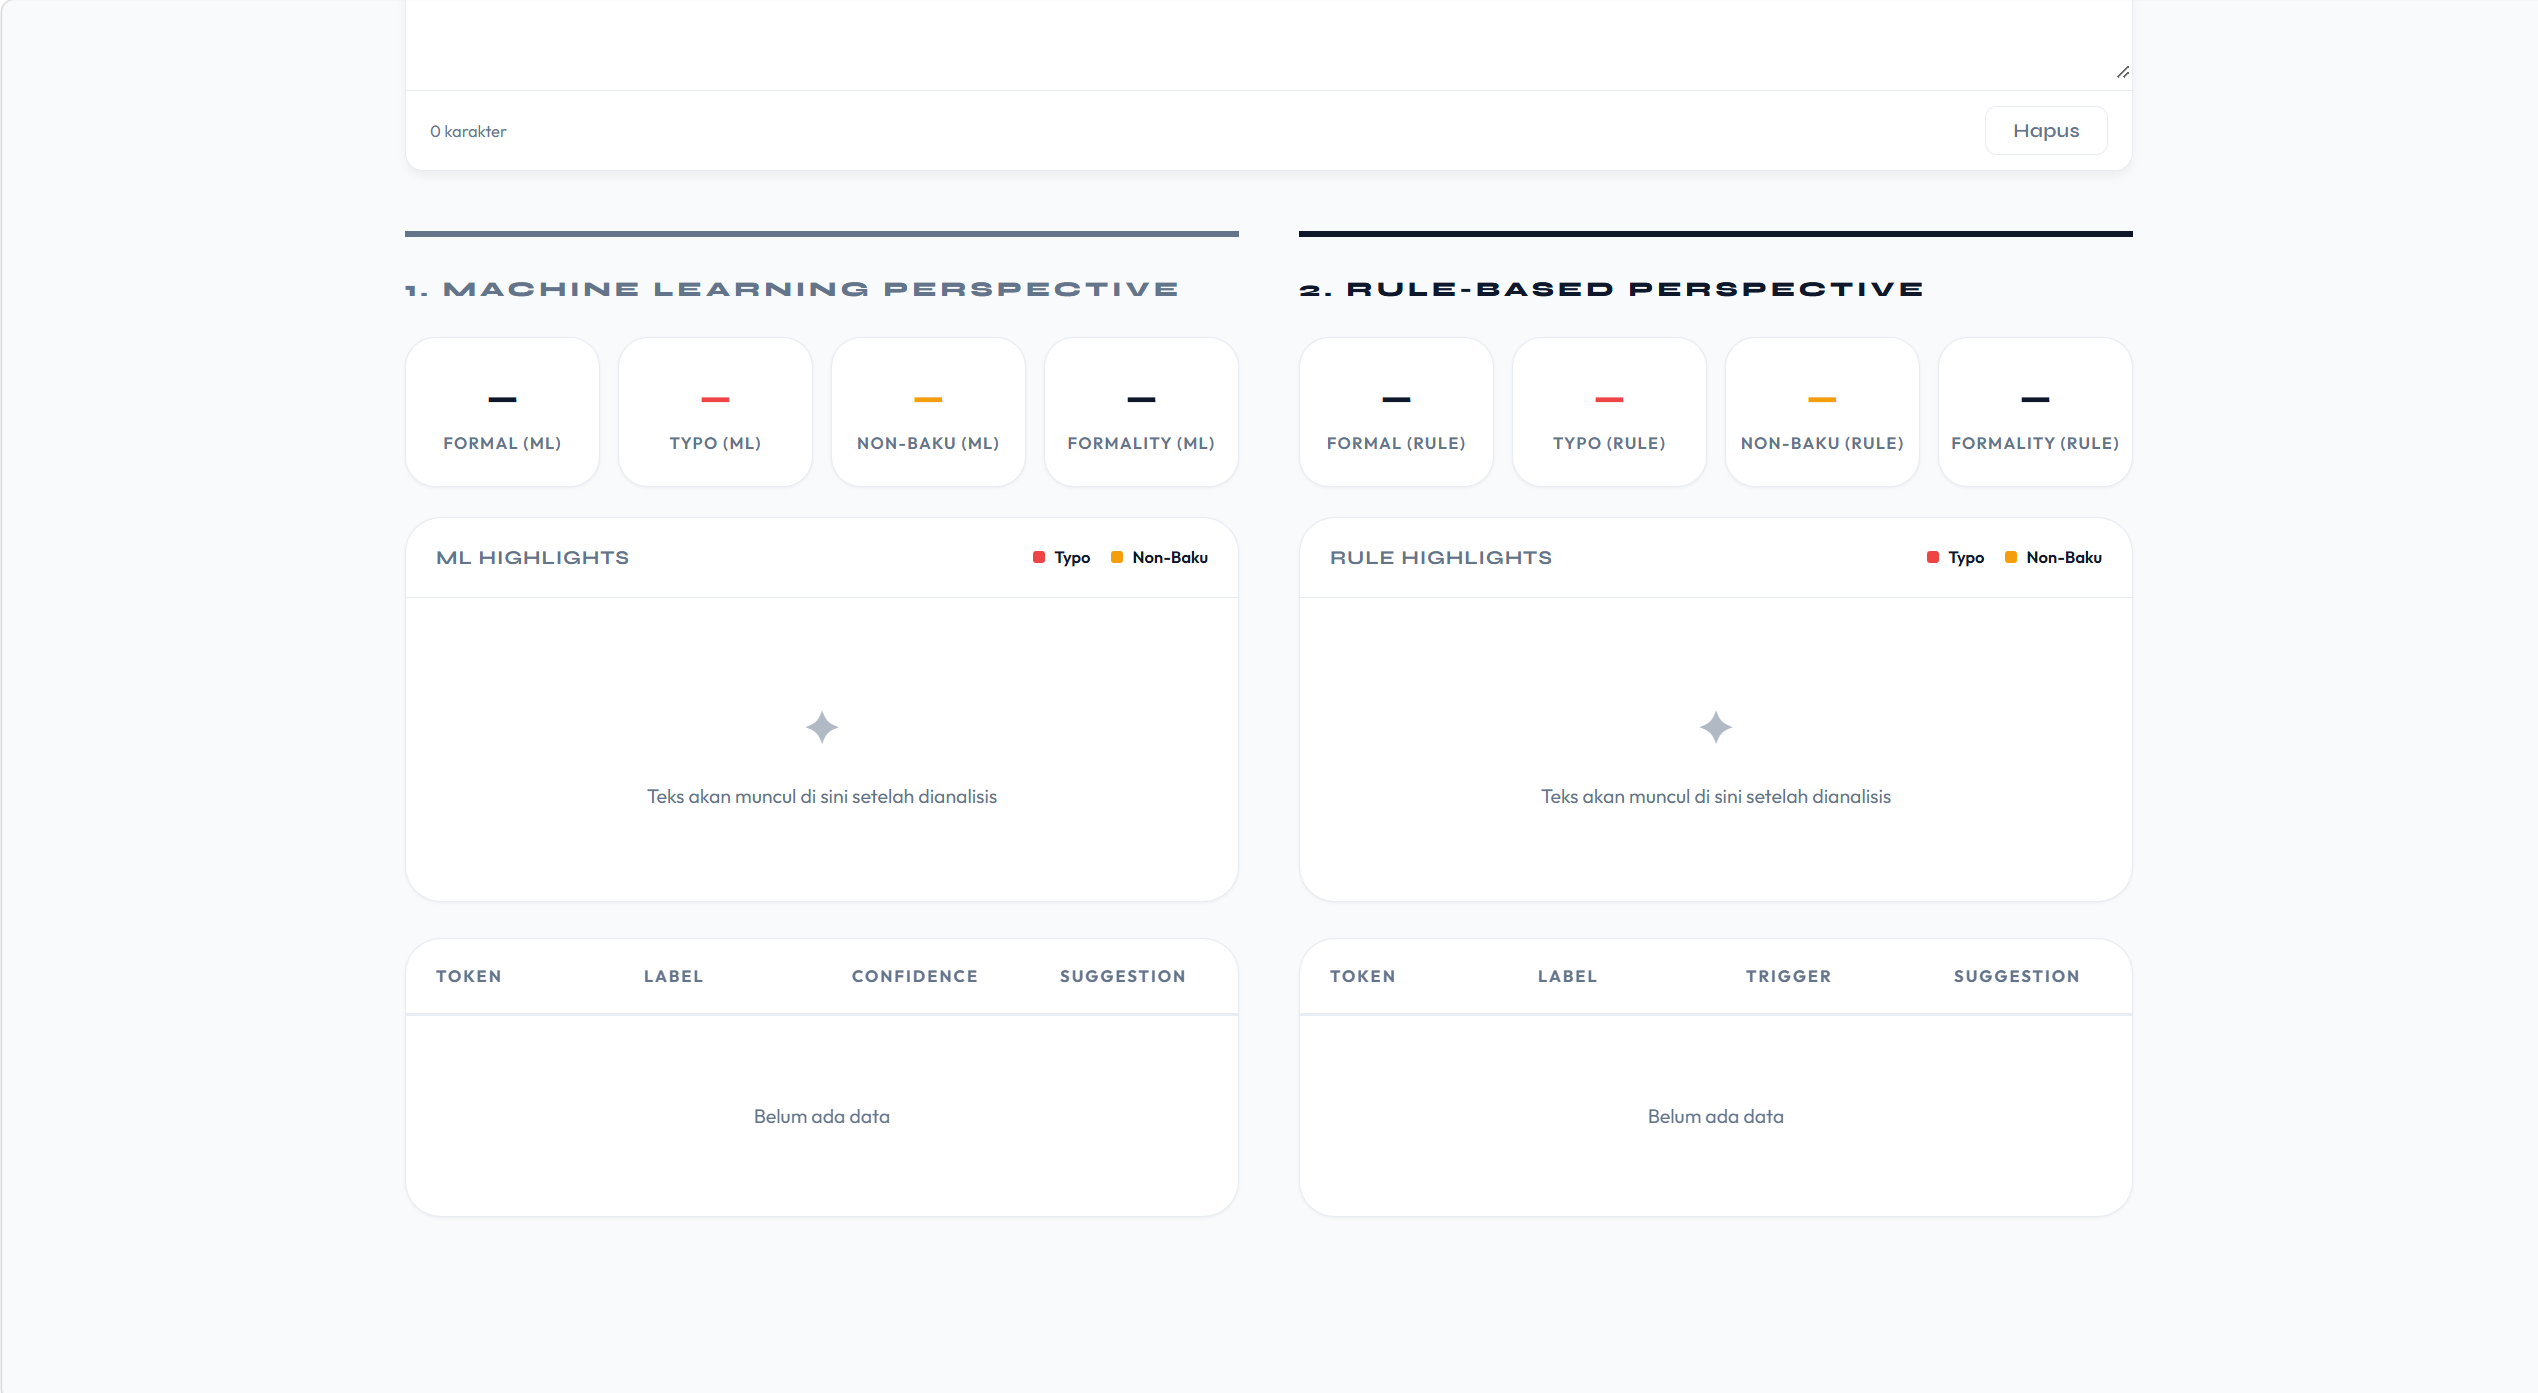 0 karakter
Hapus
1. MACHINE LEARNING PERSPECTIVE
—
FORMAL (ML)
—
TYPO (ML)
—
NON-BAKU (ML)
—
FORMALITY (ML)
ML HIGHLIGHTS
Typo
Non-Baku
Teks akan muncul di sini setelah dianalisis
TOKEN LABEL CONFIDENCE SUGGESTION
Belum ada data
2. RULE-BASED PERSPECTIVE
—
FORMAL (RULE)
—
TYPO (RULE)
—
NON-BAKU (RULE)
—
FORMALITY (RULE)
RULE HIGHLIGHTS
Typo
Non-Baku
Teks akan muncul di sini setelah dianalisis
TOKEN LABEL TRIGGER SUGGESTION
Belum ada data